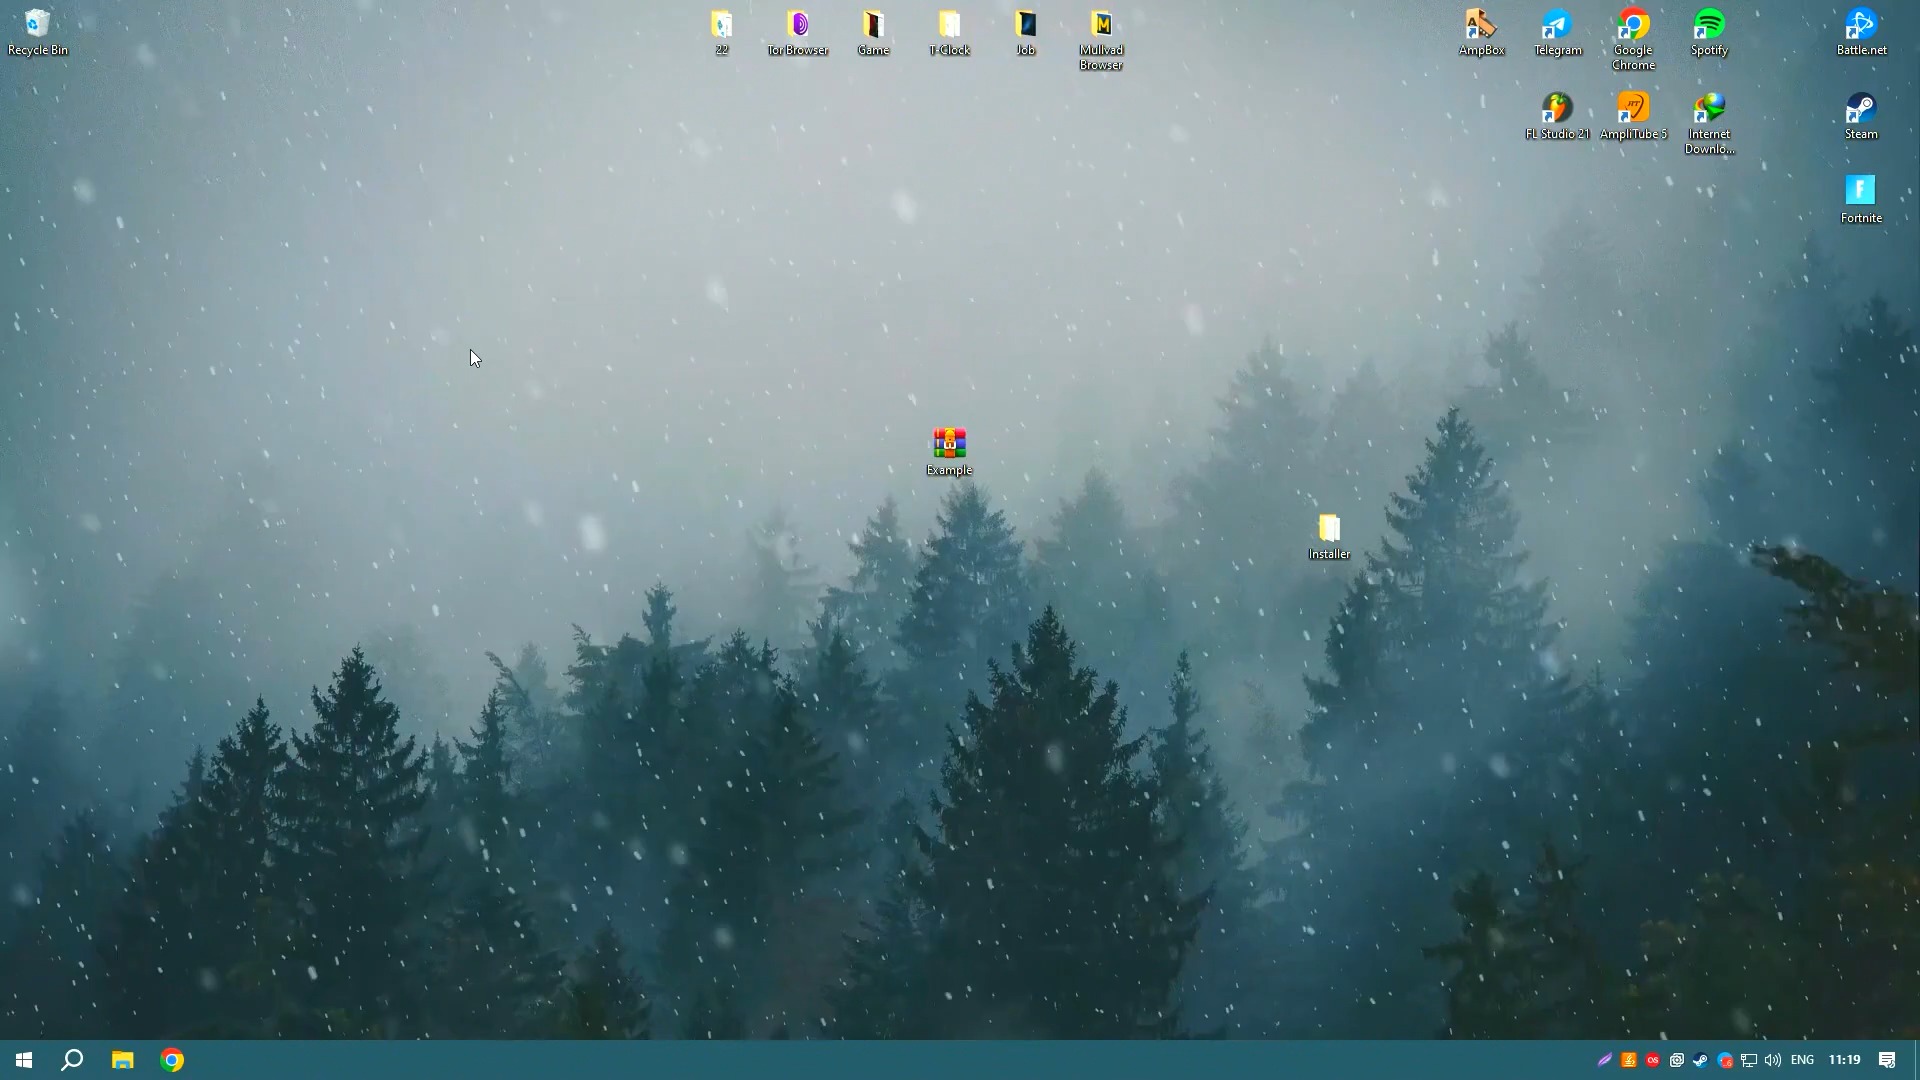 Recycle Bin
22
Tor Browser
Game
T-Clock
Job
Mullvad
Browser
AmpBox
Telegram
Google
Chrome
Spotify
Battle.net
FL Studio 21
AmpliTube 5
Internet
Downlo...
Steam
Fortnite
Example
Installer
ENG
11:19